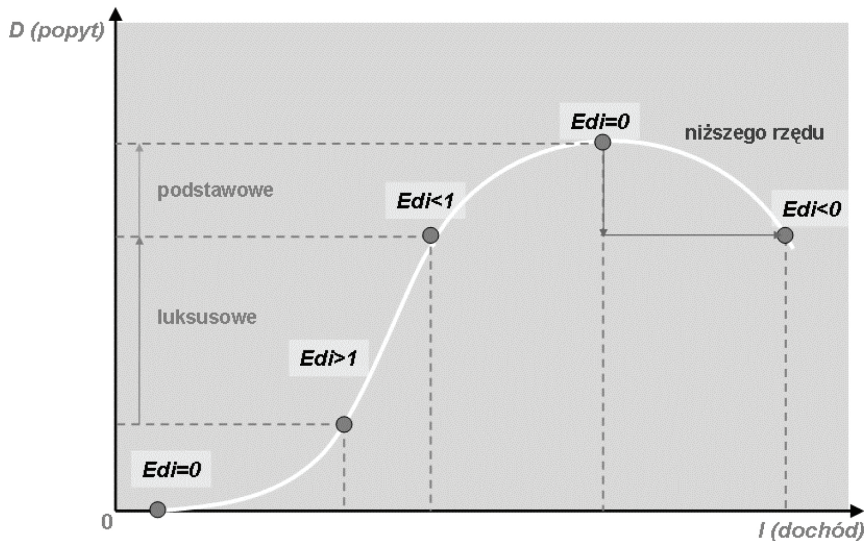 D (popyt)
Edi=0
niższego rzędu
podstawowe
Edi<1
Edi<0
luksusowe
Edi>1
Edi=0
0
I (dochód)